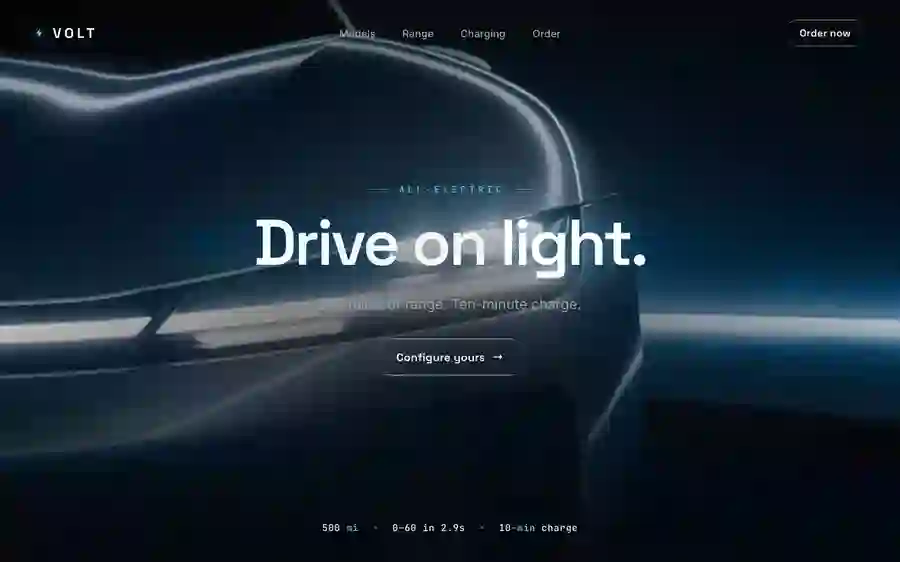 VOLT
Models Range Charging Order
Order now
ALL-ELECTRIC
Drive on light.
of range. Ten-minute charge.
Configure yours →
500 mi • 0–60 in 2.9s • 10-min charge